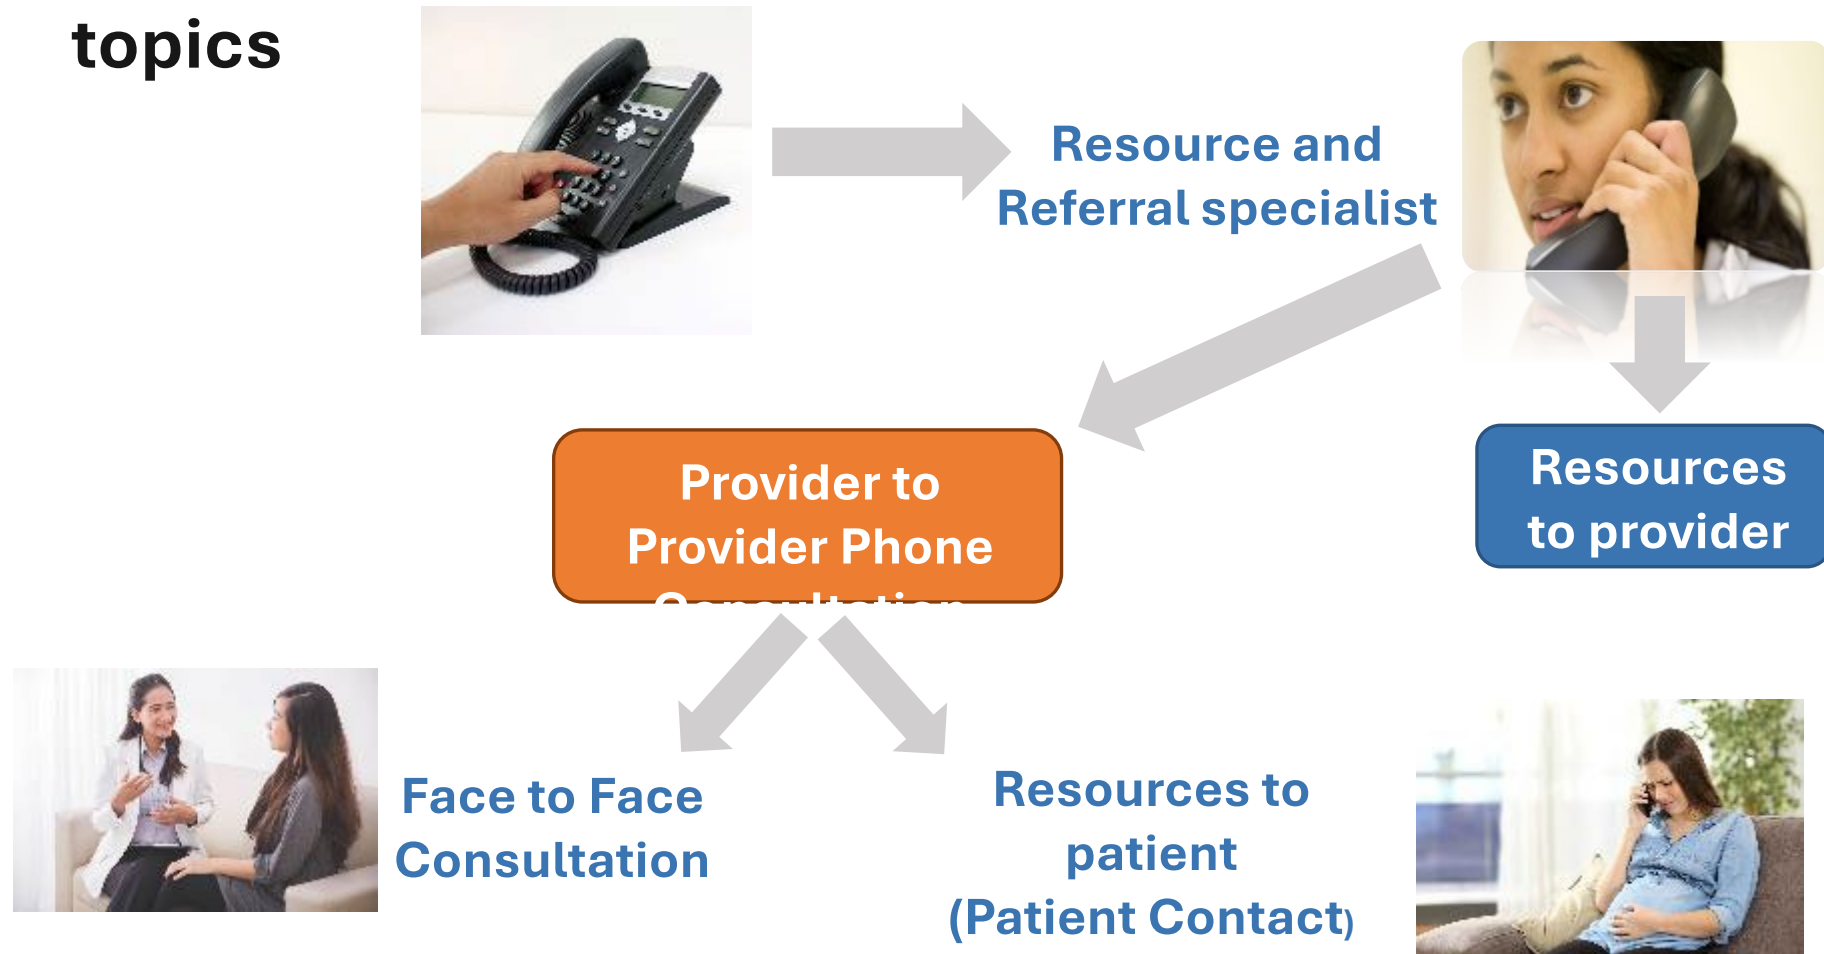 topics
Resource and
Referral specialist
Provider to
Provider Phone
Consultation
Resources
to provider
Face to Face
Consultation
Resources to
patient
(Patient Contact)